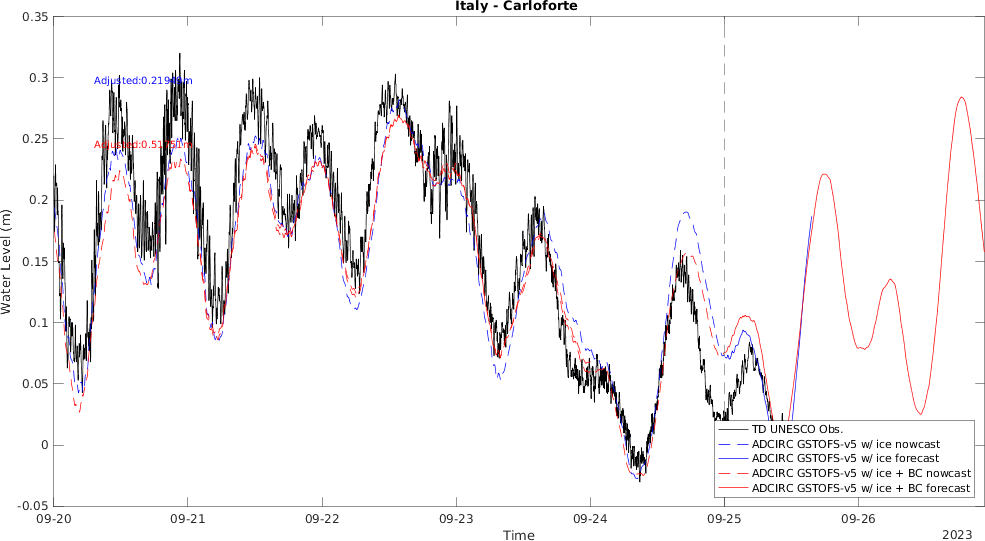 Italy - Carloforte
0.35
0.3
0.25
0.2
0.15
0.1
0.05
0
-0.05
Water Level (m)
TD UNESCO Obs.
ADCIRC GSTOFS-v5 w/ ice nowcast
ADCIRC GSTOFS-v5 w/ ice forecast
ADCIRC GSTOFS-v5 w/ ice + BC nowcast
ADCIRC GSTOFS-v5 w/ ice + BC forecast
09-20
09-21
09-22
09-23
09-24
09-25
09-26
Time
2023